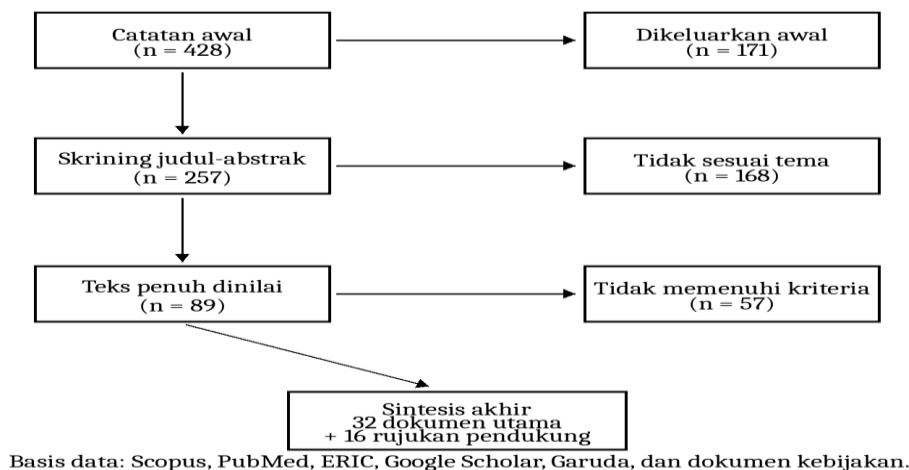 Catatan awal
(n = 428)
Dikeluarkan awal
(n = 171)
Skrining judul-abstrak
(n = 257)
Tidak sesuai tema
(n = 168)
Teks penuh dinilai
(n = 89)
Tidak memenuhi kriteria
(n = 57)
Sintesis akhir
32 dokumen utama
+ 16 rujukan pendukung
Basis data: Scopus, PubMed, ERIC, Google Scholar, Garuda, dan dokumen kebijakan.